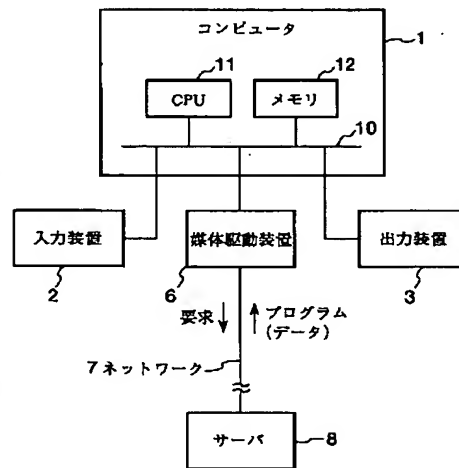 コンピュータ
1
11
12
CPU
メモリ
10
入力装置
媒体駆動装置
出力装置
2
6
3
要求
プログラム
(データ)
7ネットワーク
サーバ
8